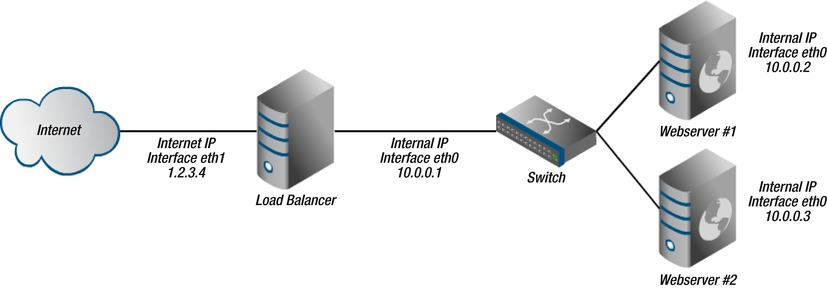 Internet
Internet IP
Interface eth1
1.2.3.4
Load Balancer
Internal IP
Interface eth0
10.0.0.1
Switch
Internal IP
Interface eth0
10.0.0.2
Webserver #1
Internal IP
Interface eth0
10.0.0.3
Webserver #2